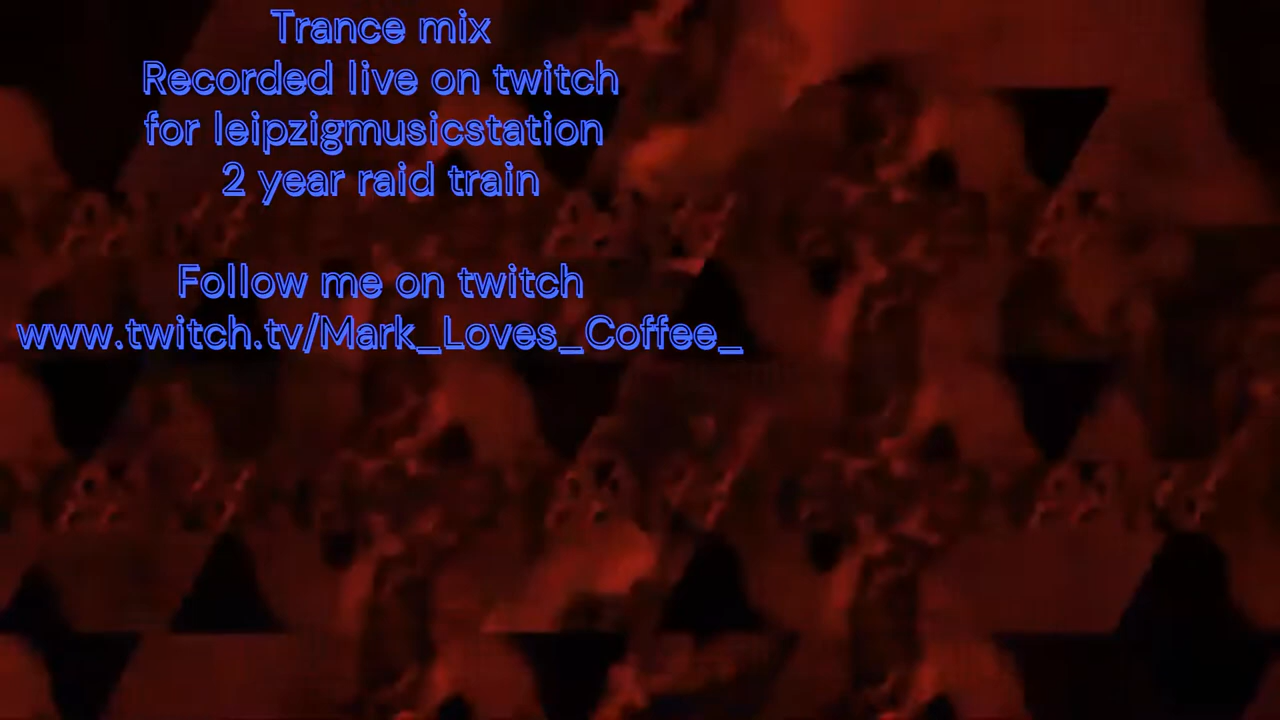 Trance mix
Recorded live on twitch
for leipzigmusicstation
2 year raid train
Follow me on twitch
www.twitch.tv/Mark_Loves_Coffee_